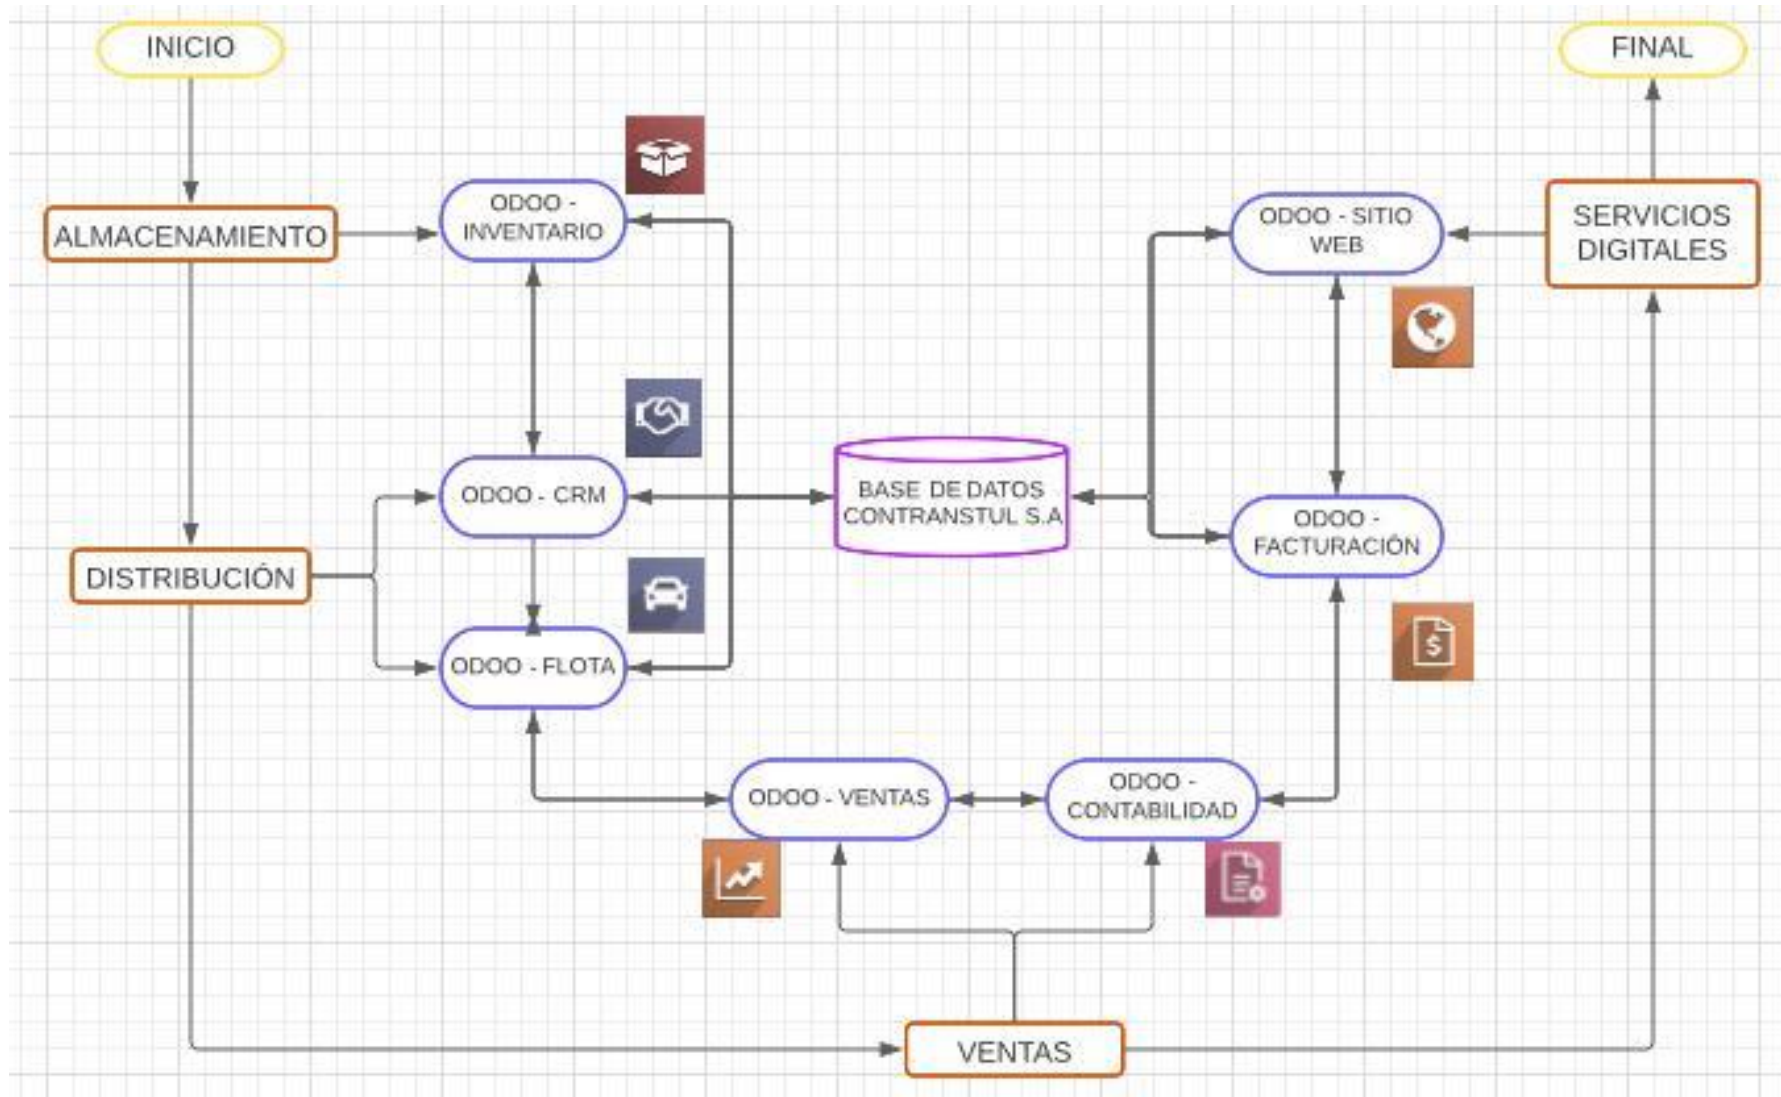 INICIO
FINAL
ALMACENAMIENTO
ODOO -
INVENTARIO
ODOO - SITIO
WEB
SERVICIOS
DIGITALES
ODOO - CRM
BASE DE DATOS
CONTRANSTUL S.A
ODOO -
FACTURACIÓN
DISTRIBUCIÓN
ODOO - FLOTA
$
ODOO - VENTAS
ODOO -
CONTABILIDAD
VENTAS